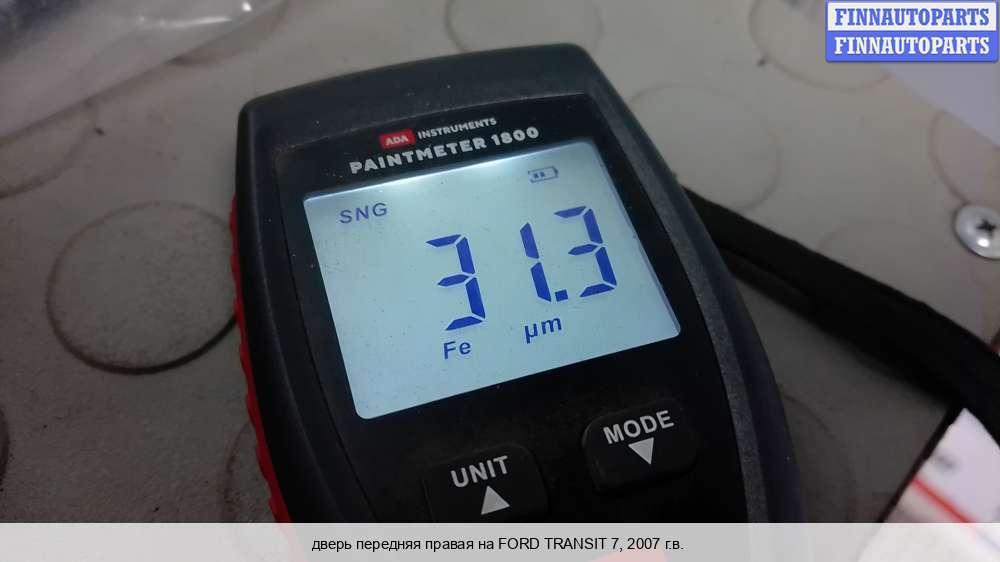 FINNAUTOPARTS
FINNAUTOPARTS
ADA INSTRUMENTS
PAINTMETER 1800
SNG
31.3
Fe µm
UNIT
MODE
дверь передняя правая на FORD TRANSIT 7, 2007 г.в.